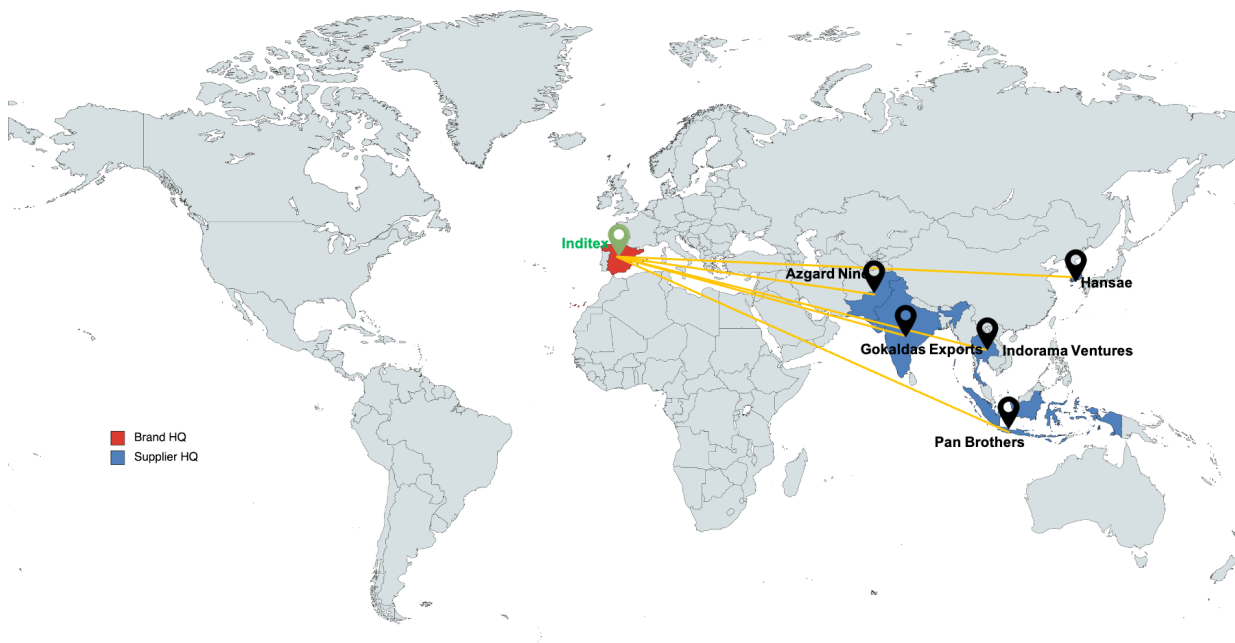 Inditex
Azgard Nine
Hansae
Gokaldas Exports
Indorama Ventures
Pan Brothers
Brand HQ
Supplier HQ